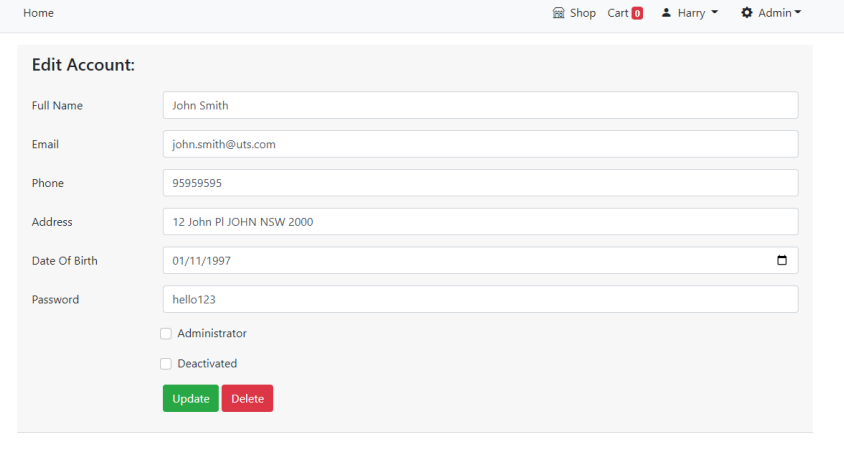 Home Shop Cart 0 Harry Admin
Edit Account:
Full Name John Smith
Email john.smith@uts.com
Phone 95959595
Address 12 John Pl JOHN NSW 2000
Date Of Birth 01/11/1997
Password hello123
Administrator
Deactivated
Update Delete